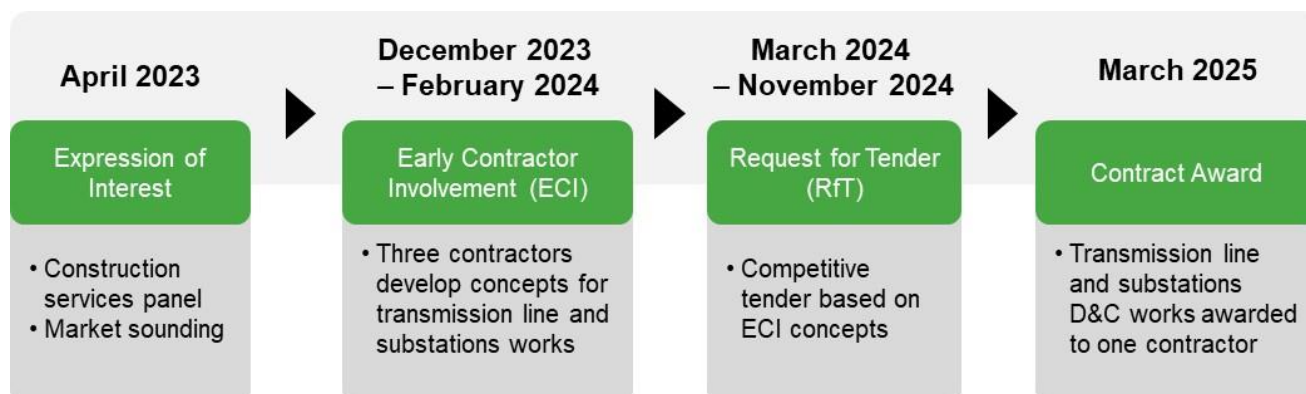 April 2023
Expression of
Interest
• Construction
services panel
• Market sounding
December 2023
– February 2024
Early Contractor
Involvement (ECI)
• Three contractors
develop concepts for
transmission line and
substations works
March 2024
– November 2024
Request for Tender
(RfT)
• Competitive
tender based on
ECI concepts
March 2025
Contract Award
• Transmission line
and substations
D&C works awarded
to one contractor